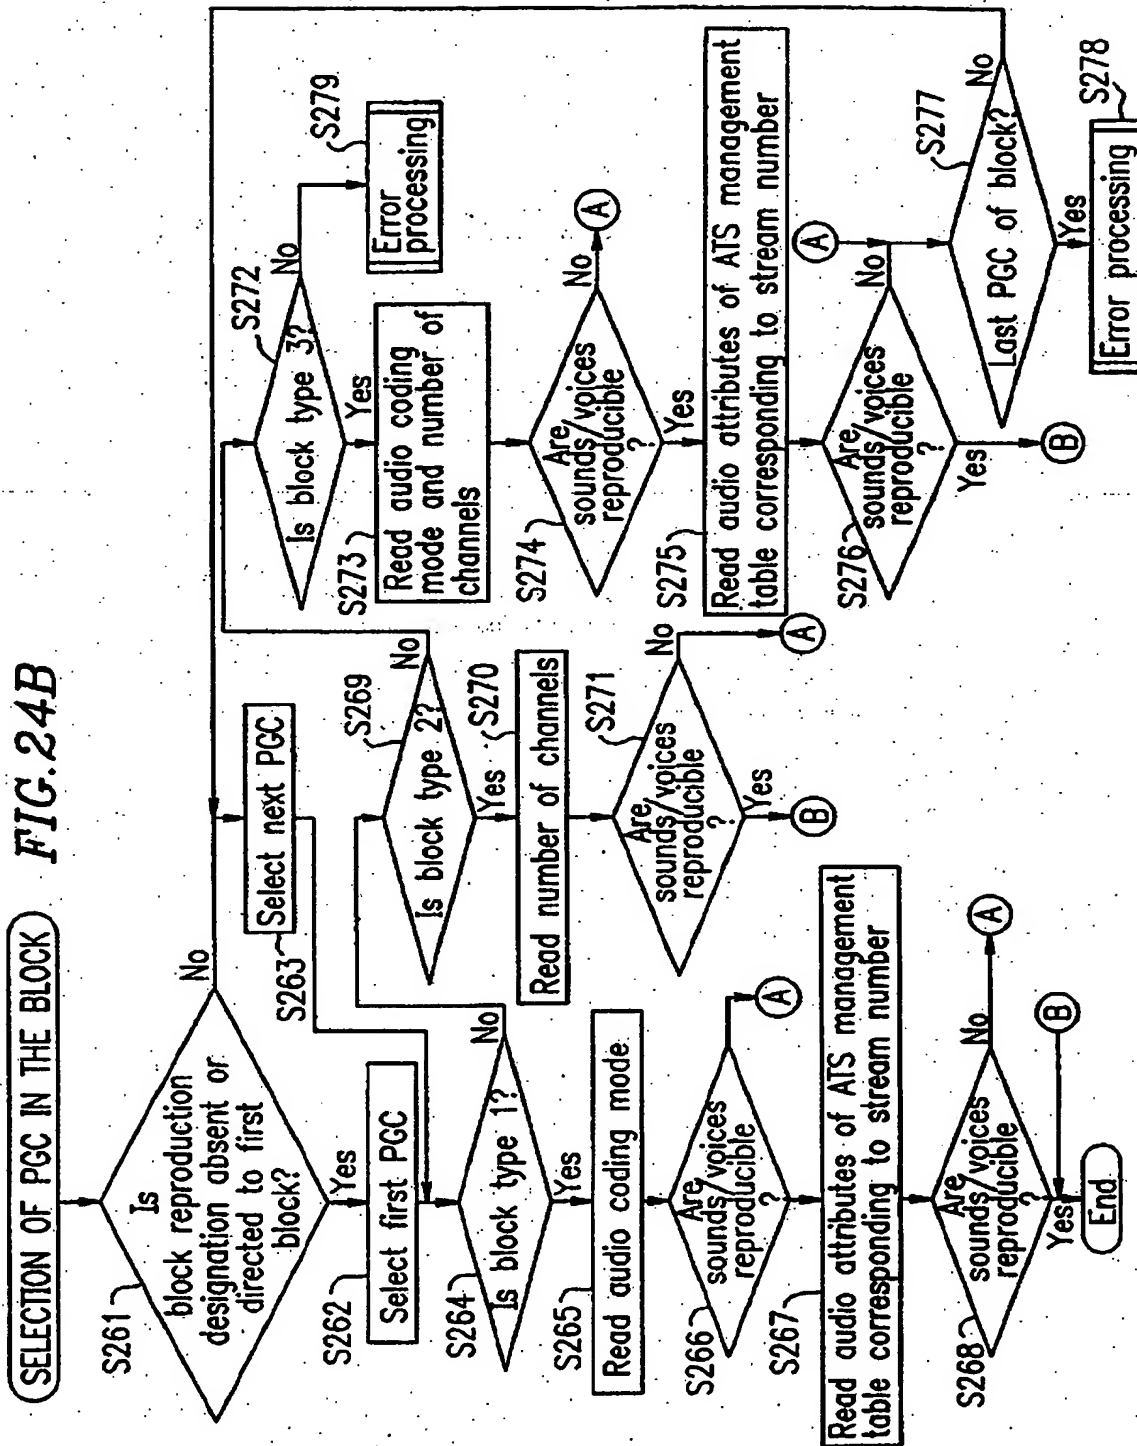 FIG.24B
SELECTION OF PGC IN THE BLOCK
S261
Is
block reproduction
designation absent or
directed to first
block?
No
Yes
S262
Select first PGC
S263
Select next PGC
S264
Is block type 1?
No
Yes
S265
Read audio coding mode
S266
Are
sounds/voices
reproducible
?
A
S267
Read audio attributes of ATS management
table corresponding to stream number
S268
Are
sounds/voices
reproducible
?
No
A
Yes
B
End
S269
Is block type 2?
No
Yes
S270
Read number of channels
S271
Are
sounds/voices
reproducible
?
No
A
Yes
B
S272
Is block type 3?
No
S279
Error
processing
Yes
S273
Read audio coding
mode and number of
channels
S274
Are
sounds/voices
reproducible
?
No
A
Yes
S275
Read audio attributes of ATS management
table corresponding to stream number
S276
Are
sounds/voices
reproducible
?
No
A
Yes
B
S277
Last PGC of block?
No
Yes
S278
Error processing